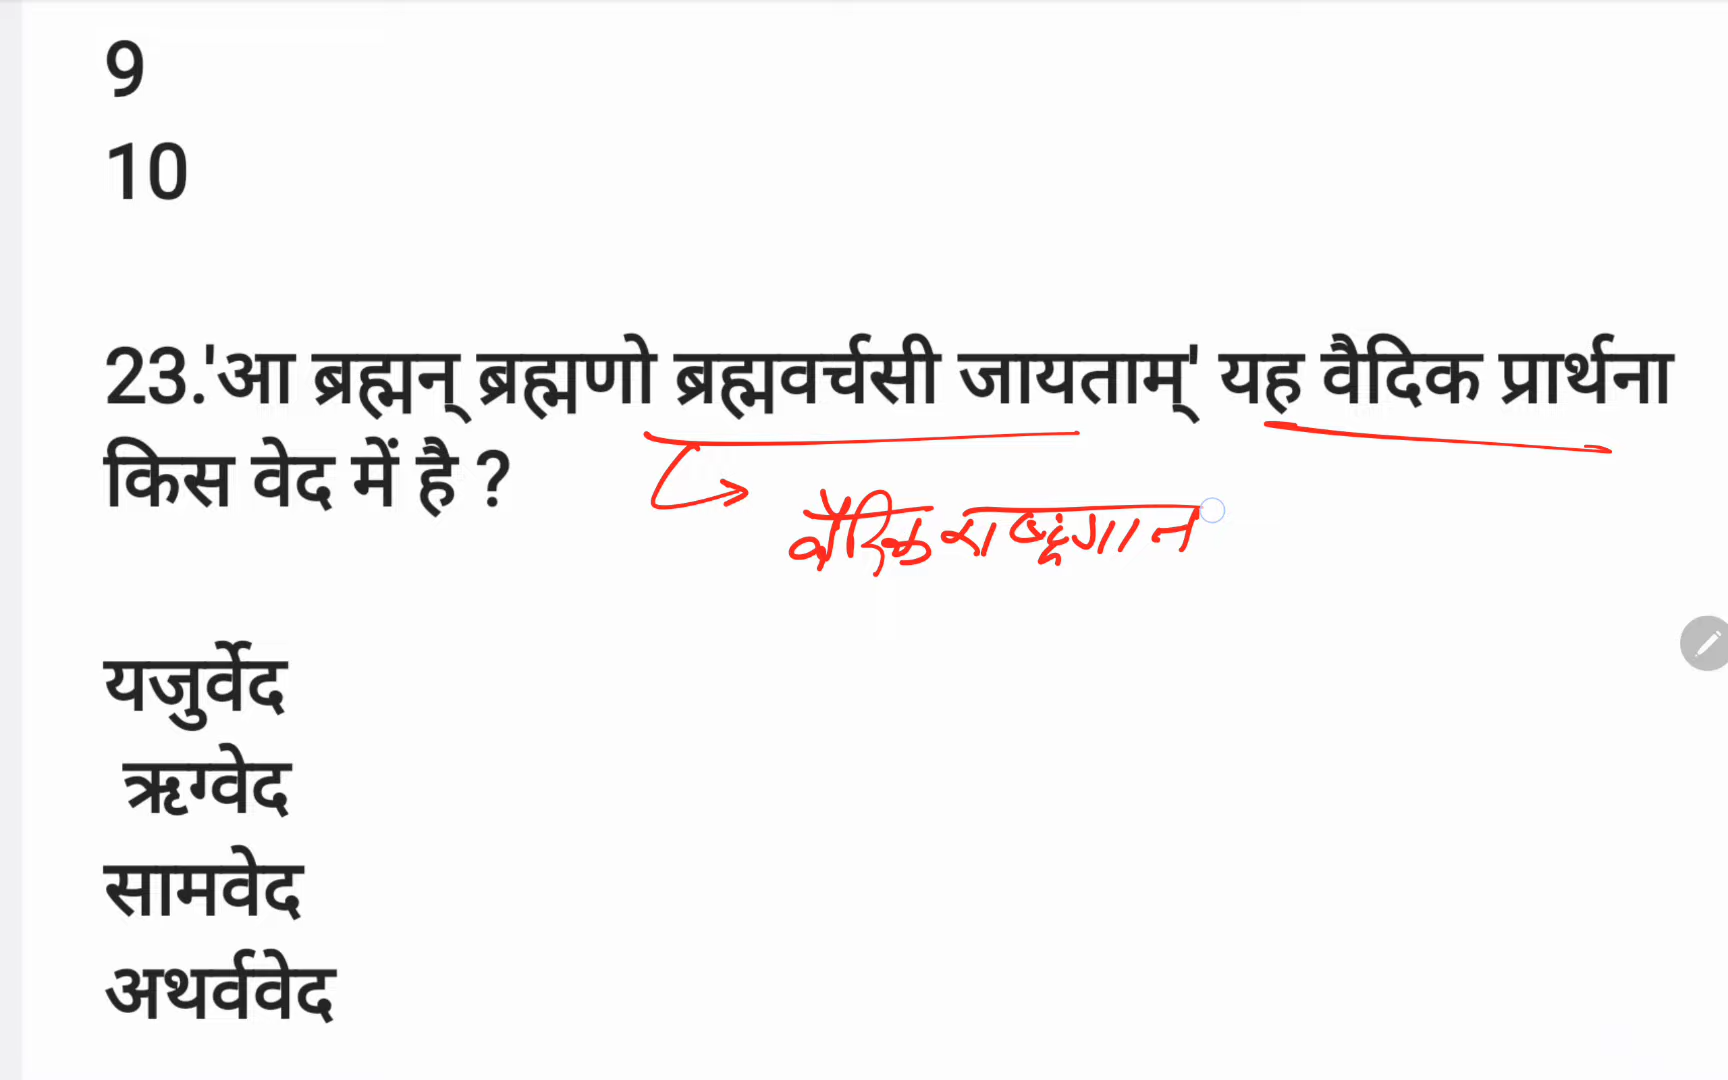 9
10
23.'आ ब्रह्मन् ब्रह्मणो ब्रह्मवर्चसी जायताम्' यह वैदिक प्रार्थना
किस वेद में है ?
वैदिक राष्ट्रगान
यजुर्वेद
ऋग्वेद
सामवेद
अथर्ववेद